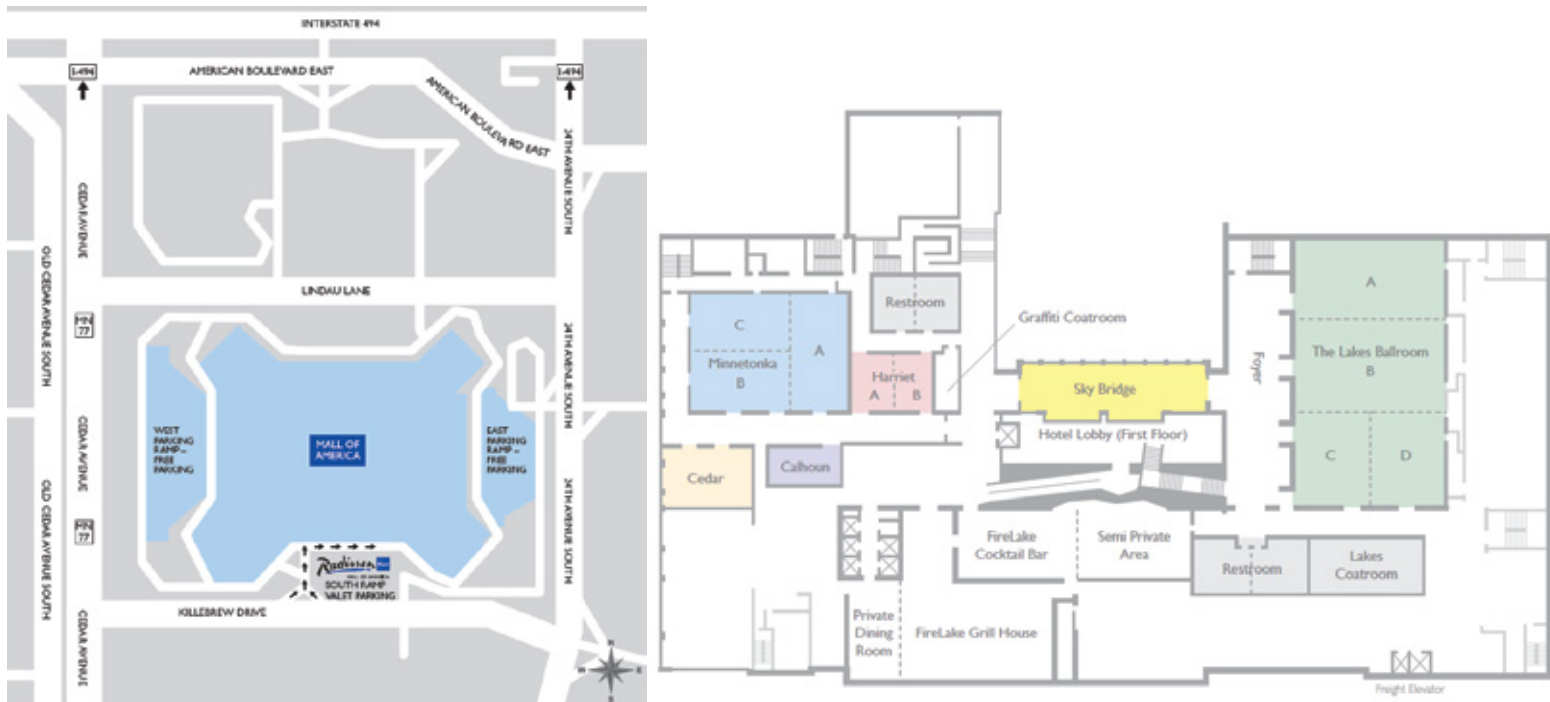 INTERSTATE 494
I-494
AMERICAN BOULEVARD EAST
I-494
AMERICAN BOULEVARD EAST
CEDAR AVENUE
34TH AVENUE SOUTH
OLD CEDAR AVENUE SOUTH
LINDAU LANE
MN
77
34TH AVENUE SOUTH
CEDAR AVENUE
WEST
PARKING
RAMP –
FREE
PARKING
MALL OF
AMERICA
EAST
PARKING
RAMP –
FREE
PARKING
OLD CEDAR AVENUE SOUTH
MN
77
34TH AVENUE SOUTH
Radisson
MALL OF AMERICA
SOUTH RAMP
VALET PARKING
KILLEBREW DRIVE
CEDAR AVENUE
N
E
S
Restroom
Graffiti Coatroom
C
A
Minnetonka
B
Harriet
A
B
Sky Bridge
Hotel Lobby (First Floor)
Foyer
A
The Lakes Ballroom
B
C
D
Cedar
Calhoun
FireLake
Cocktail Bar
Semi Private
Area
Restroom
Lakes
Coatroom
Private
Dining
Room
FireLake Grill House
Freight Elevator